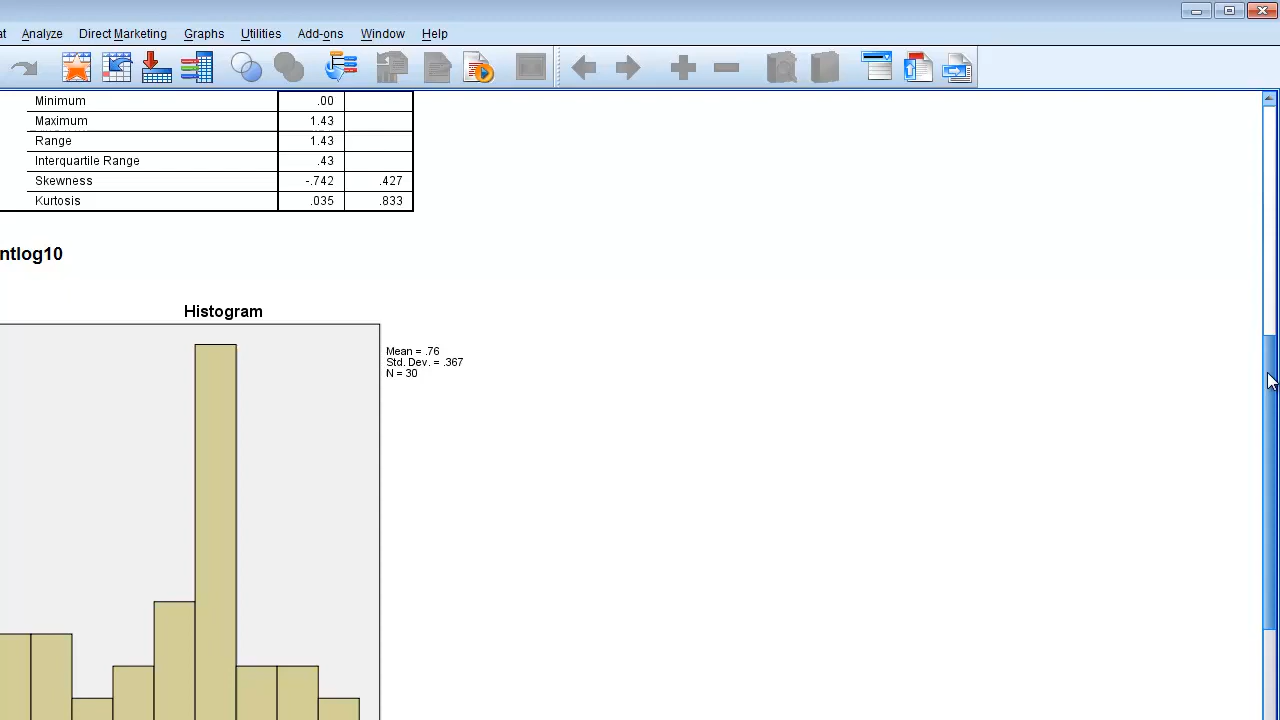 at Analyze Direct Marketing Graphs Utilities Add-ons Window Help
Minimum .00
Maximum 1.43
Range 1.43
Interquartile Range .43
Skewness -.742 .427
Kurtosis .035 .833
ntlog10
Histogram
Mean = .76
Std. Dev. = .367
N = 30